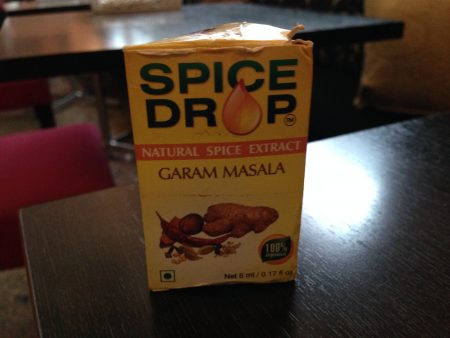 SPICE
DROP
TM
NATURAL SPICE EXTRACT
GARAM MASALA
100%
Net 5 ml / 0.17 fl oz